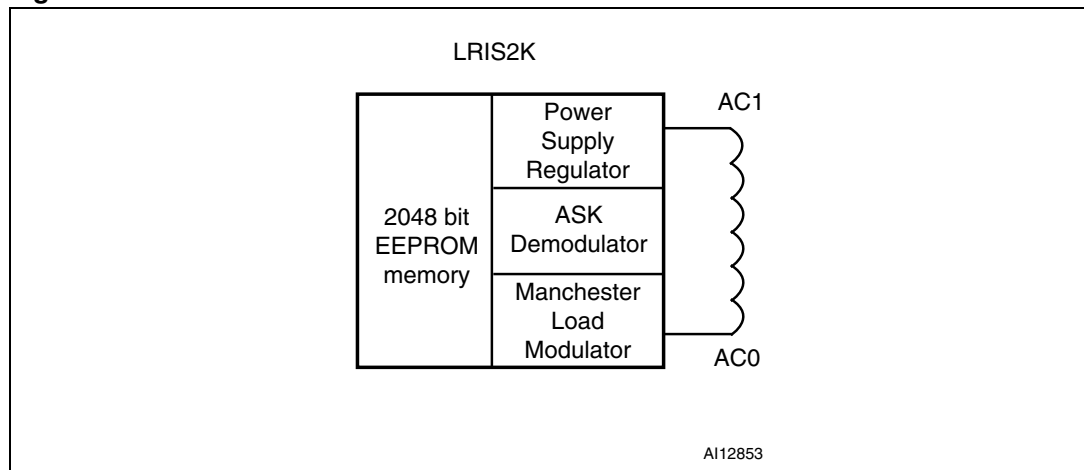 LRIS2K
2048 bit
EEPROM
memory
Power
Supply
Regulator
ASK
Demodulator
Manchester
Load
Modulator
AC1
AC0
AI12853